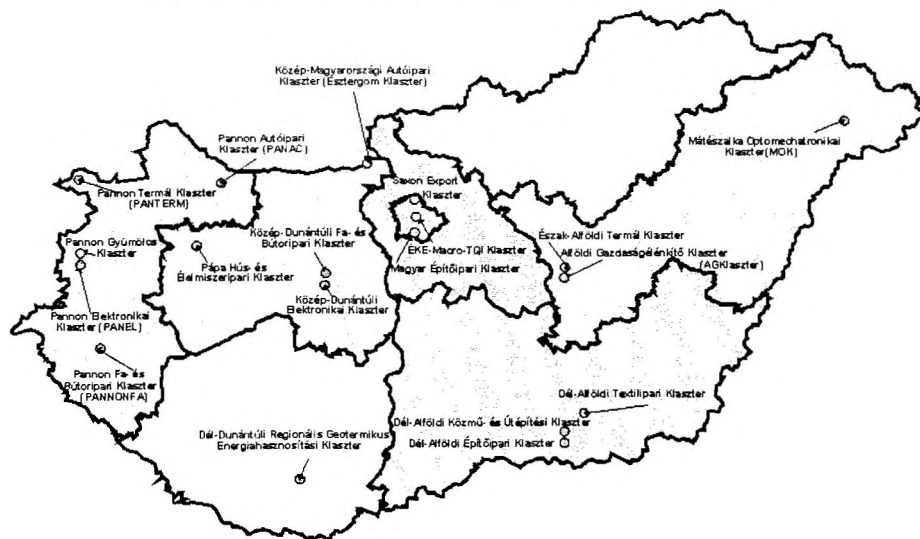 Közép-Magyarországi Autóipari
Klaszter (Esztergom Klaszter)
Pannon Autóipari
Klaszter (PANAC)
Mátészalka Optomechatronikai
Klaszter(MOK)
Pannon Termál Klaszter
(PANTERM)
Saxon Export
Klaszter
Pannon Gyümölcs
Klaszter
Közép-Dunántúli Fa- és
Bútoripari Klaszter
Pápa Hús- és
Élelmiszeripari Klaszter
ÉKE-Macro-TQI Klaszter
Magyar Építőipari Klaszter
Észak-Alföldi Termál Klaszter
Alföldi Gazdaságélénkítő Klaszter
(AGKlaszter)
Közép-Dunántúli
Elektronikai Klaszter
Pannon Elektronikai
Klaszter (PANEL)
Pannon Fa- és
Bútoripari Klaszter
(PANNONFA)
Dél-Alföldi Textilipari Klaszter
Dél-Alföldi Közmű- és Útépítési Klaszter
Dél-Alföldi Építőipari Klaszter
Dél-Dunántúli Regionális Geotermikus
Energiahasznosítási Klaszter